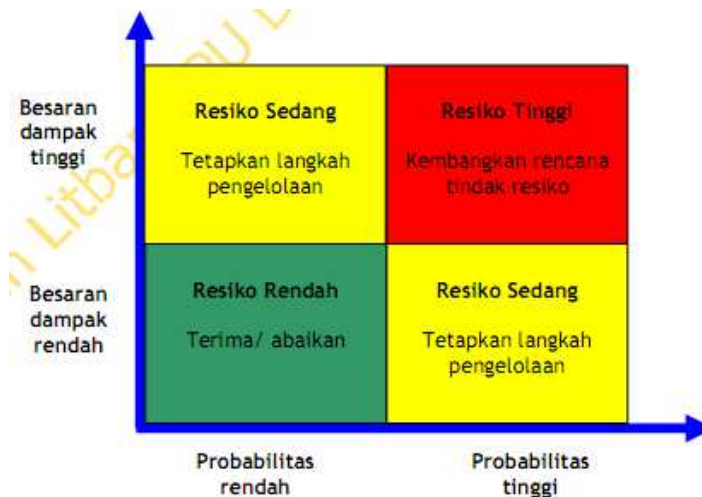 Besaran
dampak
tinggi
Resiko Sedang
Tetapkan langkah
pengelolaan
Resiko Tinggi
Kembangkan rencana
tindak resiko
Besaran
dampak
rendah
Resiko Rendah
Terima/ abaikan
Resiko Sedang
Tetapkan langkah
pengelolaan
Probabilitas
rendah
Probabilitas
tinggi